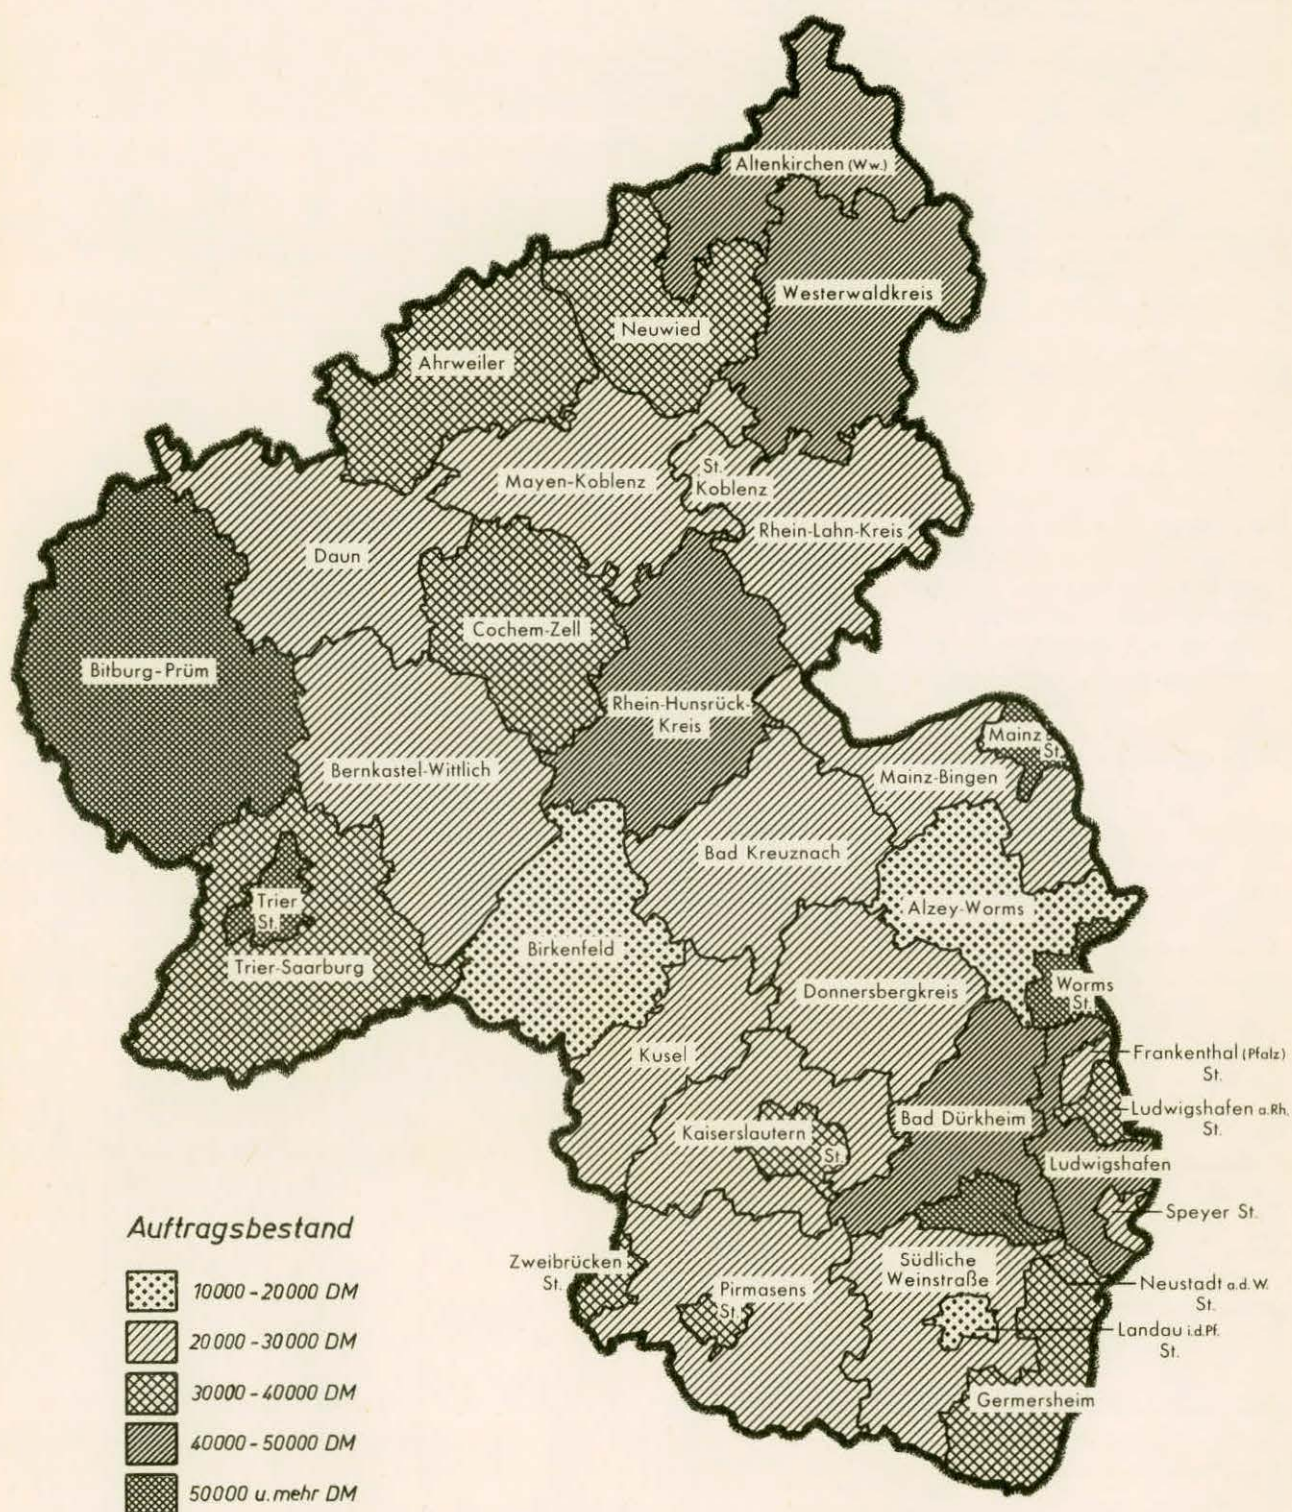 Altenkirchen (Ww.)
Westerwaldkreis
Neuwied
Ahrweiler
St.
Koblenz
Mayen-Koblenz
Rhein-Lahn-Kreis
Daun
Cochem-Zell
Bitburg-Prüm
Rhein-Hunsrück-
Kreis
Mainz
St.
Bernkastel-Wittlich
Mainz-Bingen
Bad Kreuznach
Trier
St.
Alzey-Worms
Birkenfeld
Trier-Saarburg
Donnersbergkreis
Worms
St.
Kusel
Frankenthal (Pfalz)
St.
Ludwigshafen a.Rh.
St.
Bad Dürkheim
Kaiserslautern
St.
Ludwigshafen
Speyer St.
Zweibrücken
St.
Südliche
Weinstraße
Pirmasens
St.
Neustadt a.d.W.
St.
Landau i.d.Pf.
St.
Germersheim
Auftragsbestand
10000-20000 DM
20000-30000 DM
30000-40000 DM
40000-50000 DM
50000 u. mehr DM